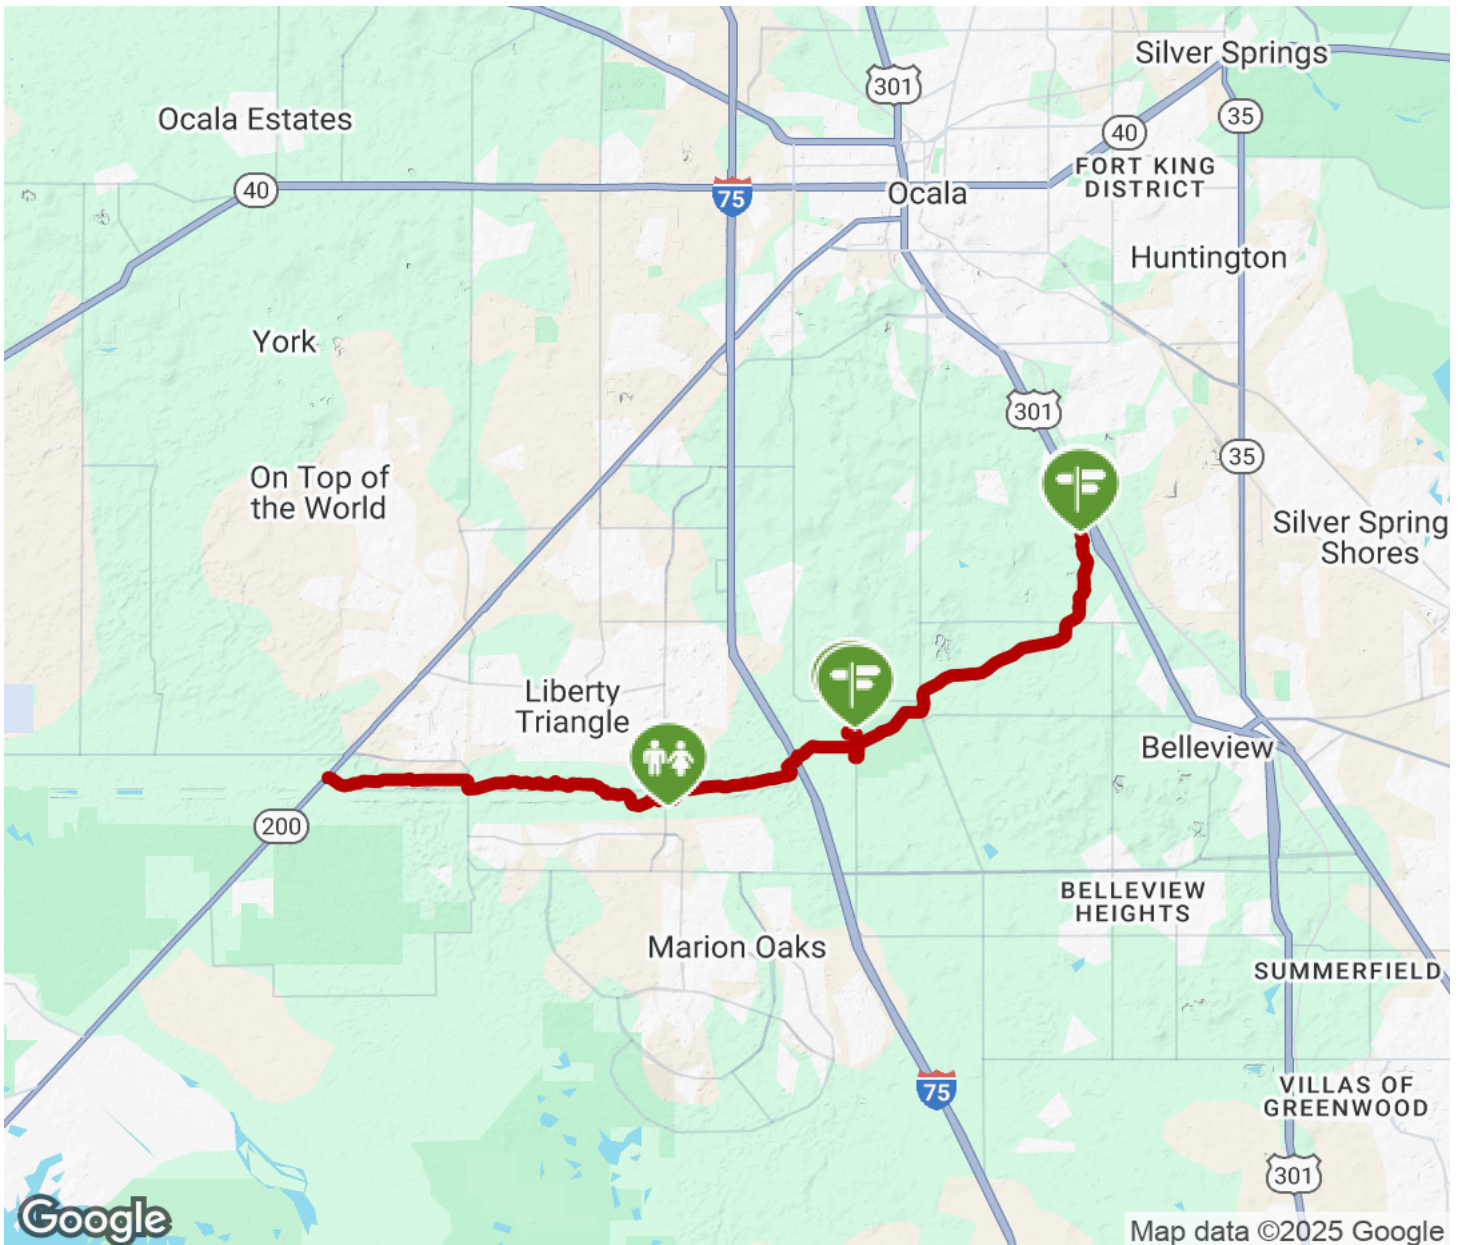 Silver Springs
301
Ocala Estates
35
40
FORT KING
DISTRICT
40
75
Ocala
Huntington
York
301
35
On Top of
the World
Silver Spring
Shores
Liberty
Triangle
Belleview
200
BELLEVIEW
HEIGHTS
Marion Oaks
SUMMERFIELD
75
VILLAS OF
GREENWOOD
301
Google
Map data ©2025 Google